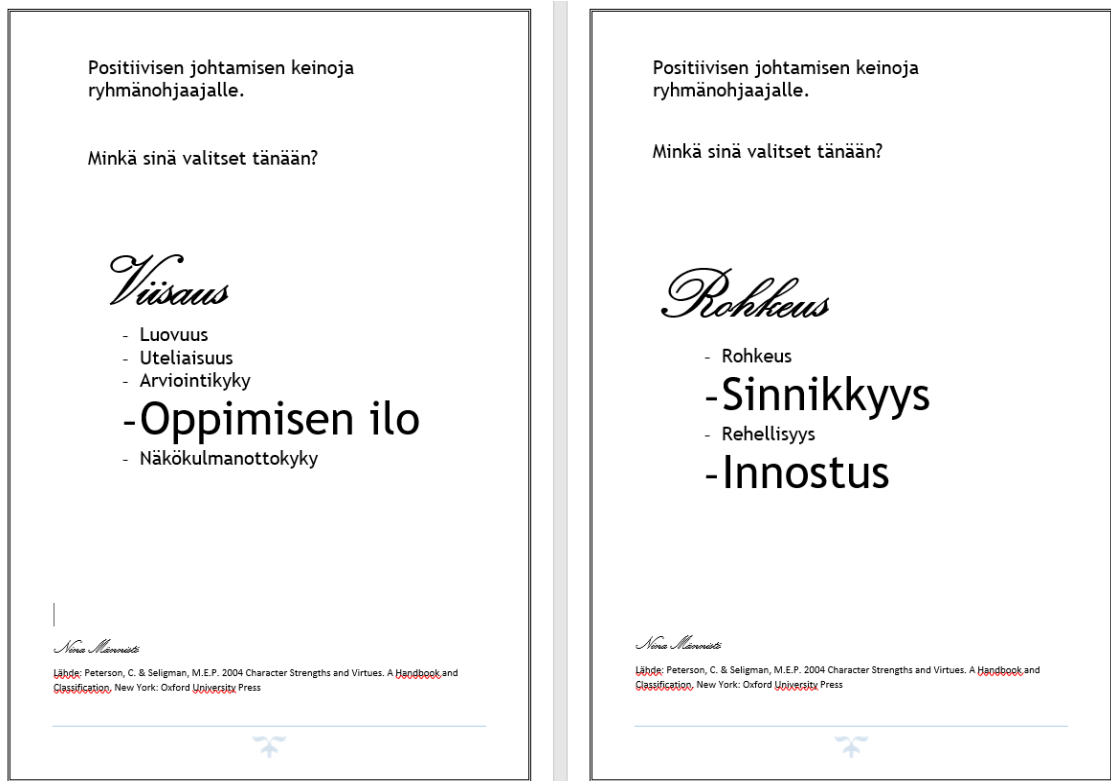 Positiivisen johtamisen keinoja
ryhmänohjaajalle.
Minkä sinä valitset tänään?
Viisaus
- Luovuus
- Uteliaisuus
- Arviointikyky
-Oppimisen ilo
- Näkökulmanottokyky
Nina Männistö
Lähde: Peterson, C. & Seligman, M.E.P. 2004 Character Strengths and Virtues. A Handbook and
Classification, New York: Oxford University Press
Positiivisen johtamisen keinoja
ryhmänohjaajalle.
Minkä sinä valitset tänään?
Rohkeus
- Rohkeus
-Sinnikkyys
- Rehellisyys
-Innostus
Nina Männistö
Lähde: Peterson, C. & Seligman, M.E.P. 2004 Character Strengths and Virtues. A Handbook and
Classification, New York: Oxford University Press